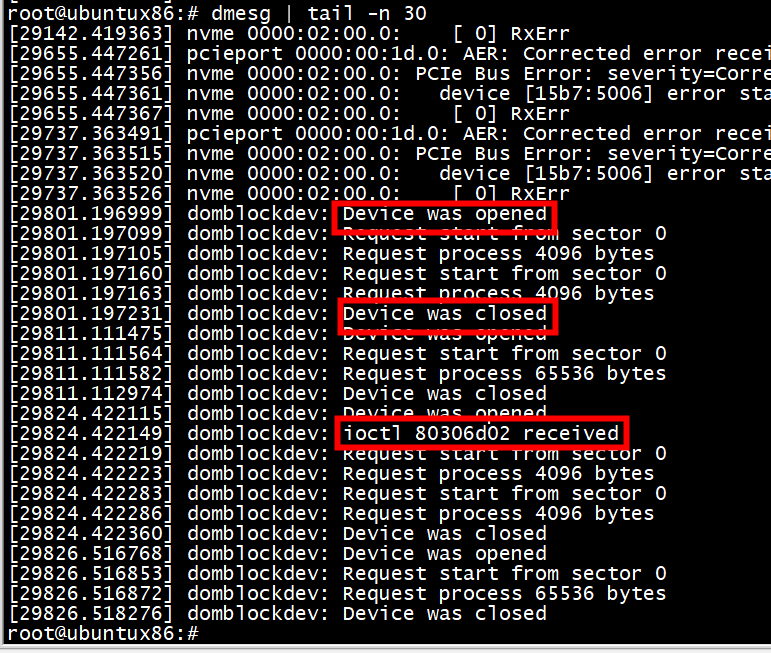 root@ubuntux86:# dmesg | tail -n 30
[29142.419363] nvme 0000:02:00.0:    [ 0] RxErr
[29655.447261] pcieport 0000:00:1d.0: AER: Corrected error recei
[29655.447356] nvme 0000:02:00.0: PCIe Bus Error: severity=Corre
[29655.447361] nvme 0000:02:00.0:   device [15b7:5006] error sta
[29655.447367] nvme 0000:02:00.0:    [ 0] RxErr
[29737.363491] pcieport 0000:00:1d.0: AER: Corrected error recei
[29737.363515] nvme 0000:02:00.0: PCIe Bus Error: severity=Corre
[29737.363520] nvme 0000:02:00.0:   device [15b7:5006] error sta
[29737.363526] nvme 0000:02:00.0:    [ 0] RxErr
[29801.196999] domblockdev: Device was opened
[29801.197099] domblockdev: Request start from sector 0
[29801.197105] domblockdev: Request process 4096 bytes
[29801.197160] domblockdev: Request start from sector 0
[29801.197163] domblockdev: Request process 4096 bytes
[29801.197231] domblockdev: Device was closed
[29811.111475] domblockdev: Device was opened
[29811.111564] domblockdev: Request start from sector 0
[29811.111582] domblockdev: Request process 65536 bytes
[29811.112974] domblockdev: Device was closed
[29824.422115] domblockdev: Device was opened
[29824.422149] domblockdev: ioctl 80306d02 received
[29824.422219] domblockdev: Request start from sector 0
[29824.422223] domblockdev: Request process 4096 bytes
[29824.422283] domblockdev: Request start from sector 0
[29824.422286] domblockdev: Request process 4096 bytes
[29824.422360] domblockdev: Device was closed
[29826.516768] domblockdev: Device was opened
[29826.516853] domblockdev: Request start from sector 0
[29826.516872] domblockdev: Request process 65536 bytes
[29826.518276] domblockdev: Device was closed
root@ubuntux86:#